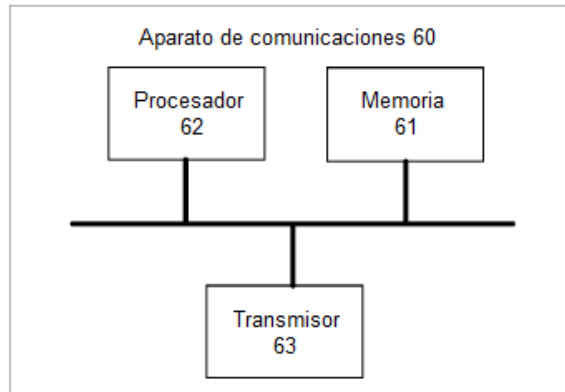 Aparato de comunicaciones 60
Procesador
62
Memoria
61
Transmisor
63